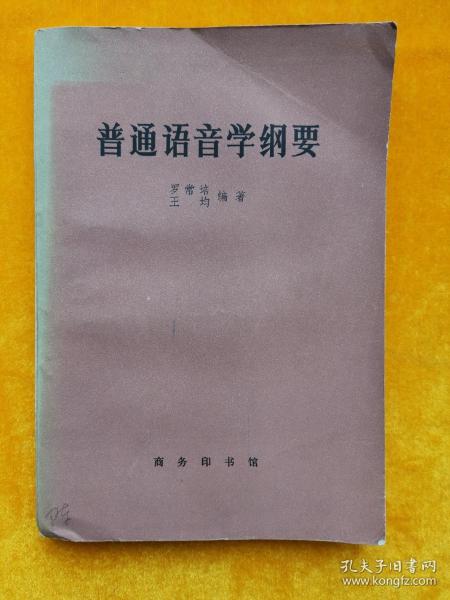 普通语音学纲要
罗常培
王均 编著
商务印书馆
孔夫子旧书网
www.kongfz.com